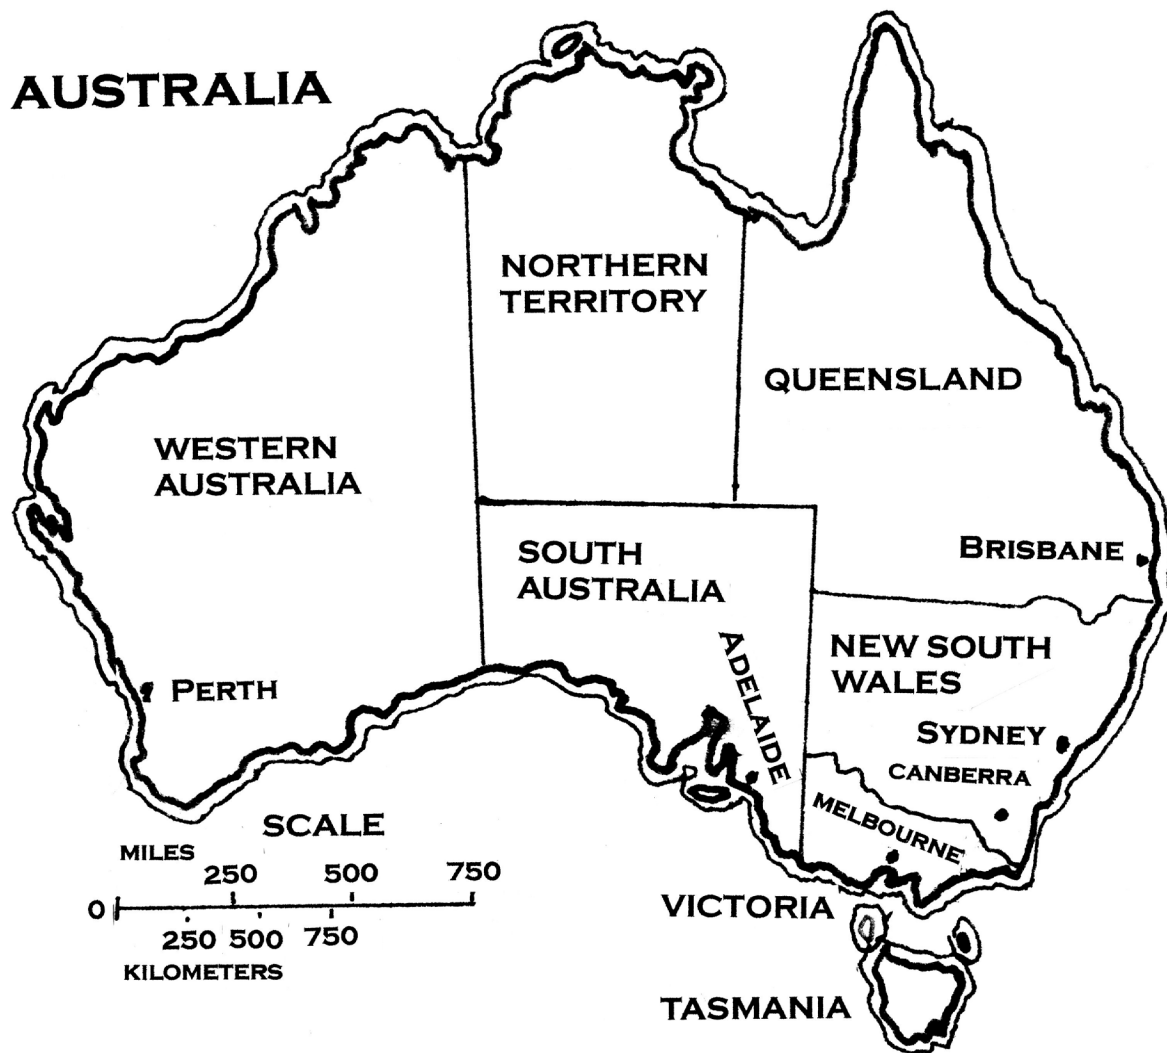 AUSTRALIA
NORTHERN
TERRITORY
QUEENSLAND
WESTERN
AUSTRALIA
SOUTH
AUSTRALIA
BRISBANE
NEW SOUTH
WALES
ADELAIDE
PERTH
SYDNEY
CANBERRA
MELBOURNE
SCALE
MILES
250 500 750
0
250 500 750
KILOMETERS
VICTORIA
TASMANIA